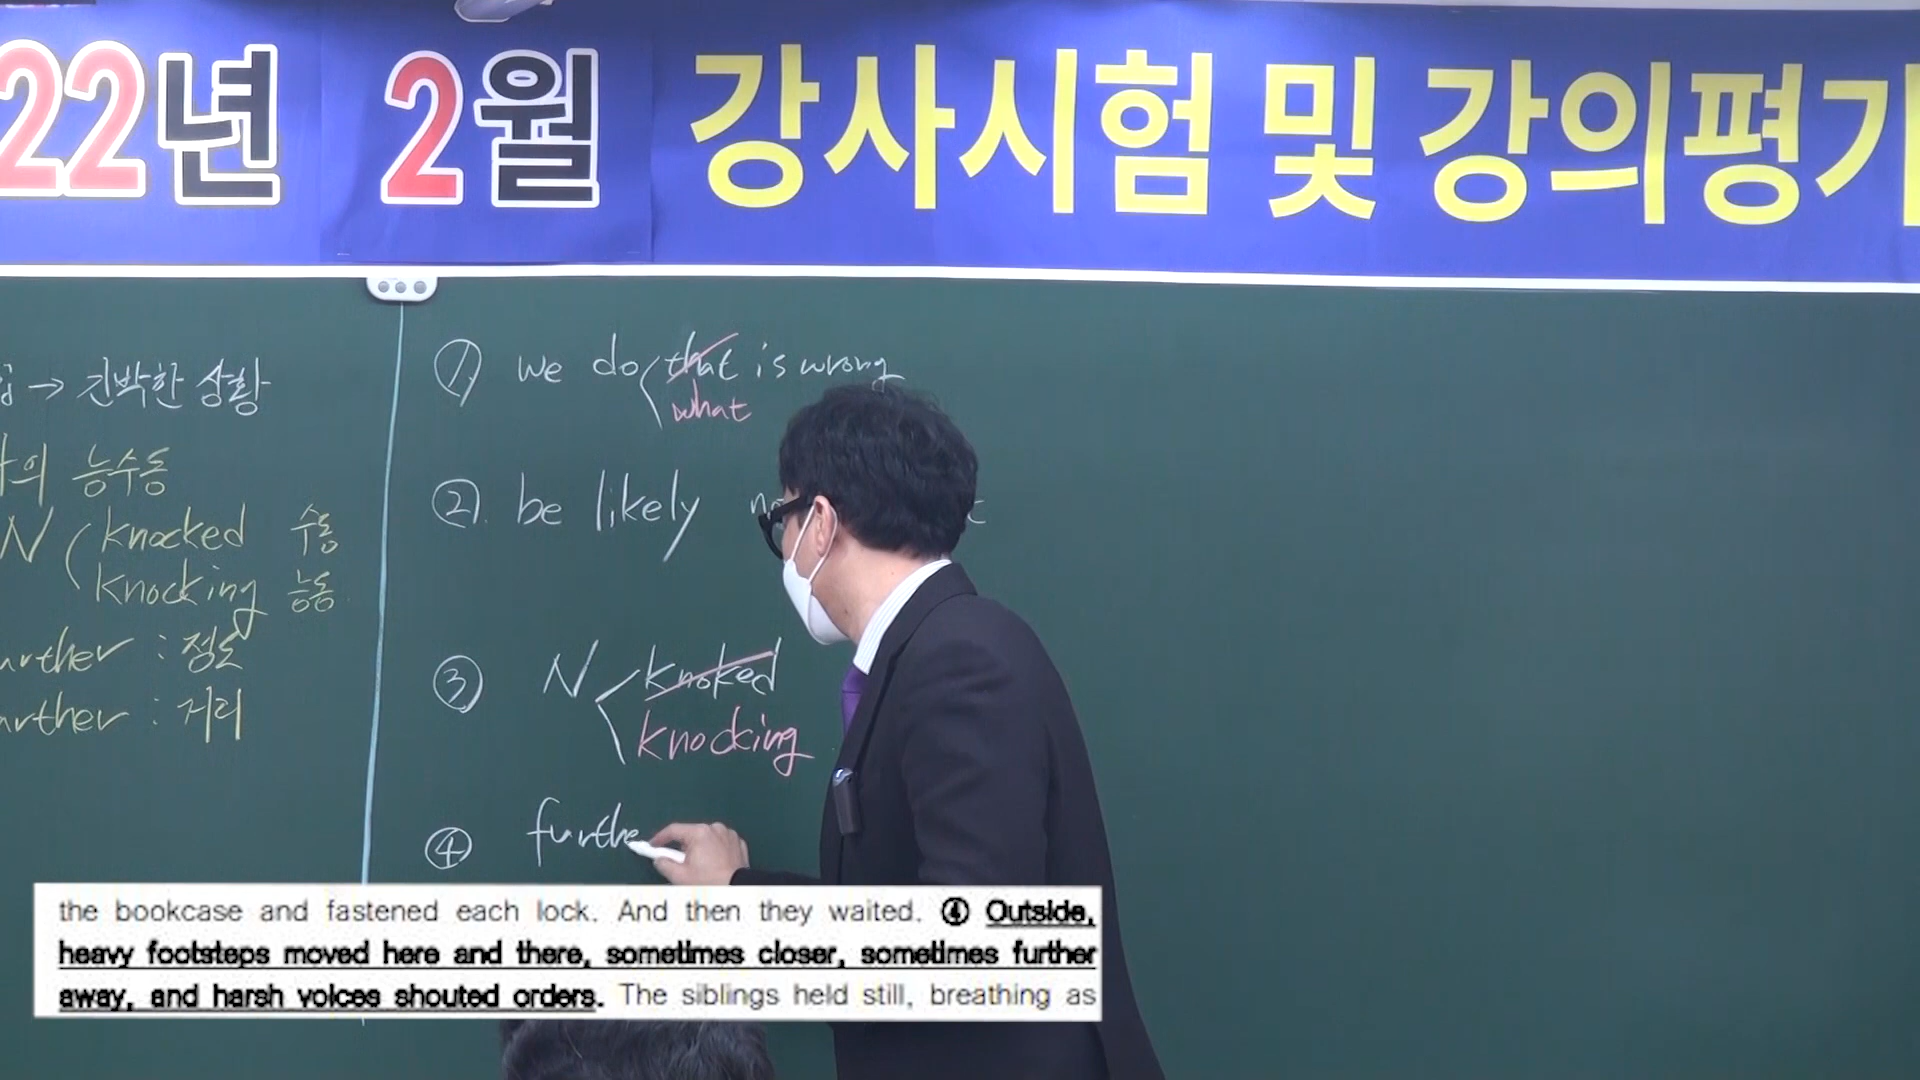 22년 2월 강사시험 및 강의평가
→ 긴박한 상황
의 능수동
N knocked 수동
knocking 능동
urther : 정도
arther : 거리
① we do that is wrong
what
② be likely
③ N knoked
knocking
④ furthe
the bookcase and fastened each lock. And then they waited. ④ Outside,
heavy footsteps moved here and there, sometimes closer, sometimes further
away, and harsh voices shouted orders. The siblings held still, breathing as